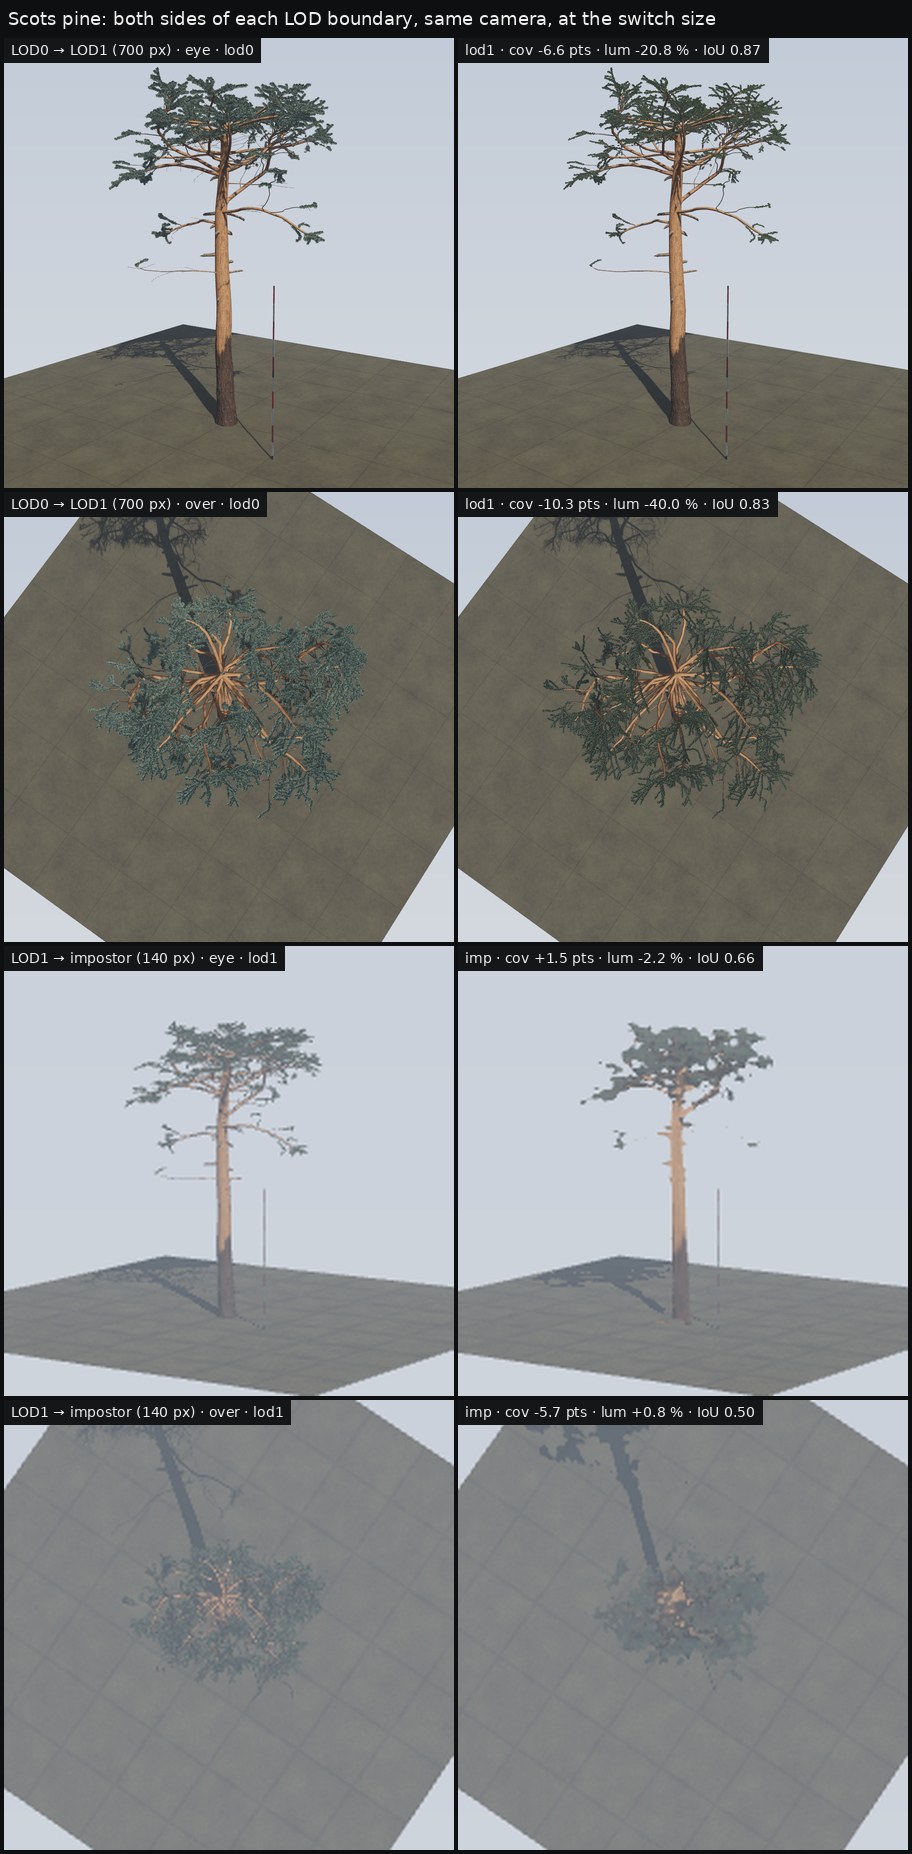 Scots pine: both sides of each LOD boundary, same camera, at the switch size
LOD0 → LOD1 (700 px) · eye · lod0
lod1 · cov -6.6 pts · lum -20.8 % · IoU 0.87
LOD0 → LOD1 (700 px) · over · lod0
lod1 · cov -10.3 pts · lum -40.0 % · IoU 0.83
LOD1 → impostor (140 px) · eye · lod1
imp · cov +1.5 pts · lum -2.2 % · IoU 0.66
LOD1 → impostor (140 px) · over · lod1
imp · cov -5.7 pts · lum +0.8 % · IoU 0.50